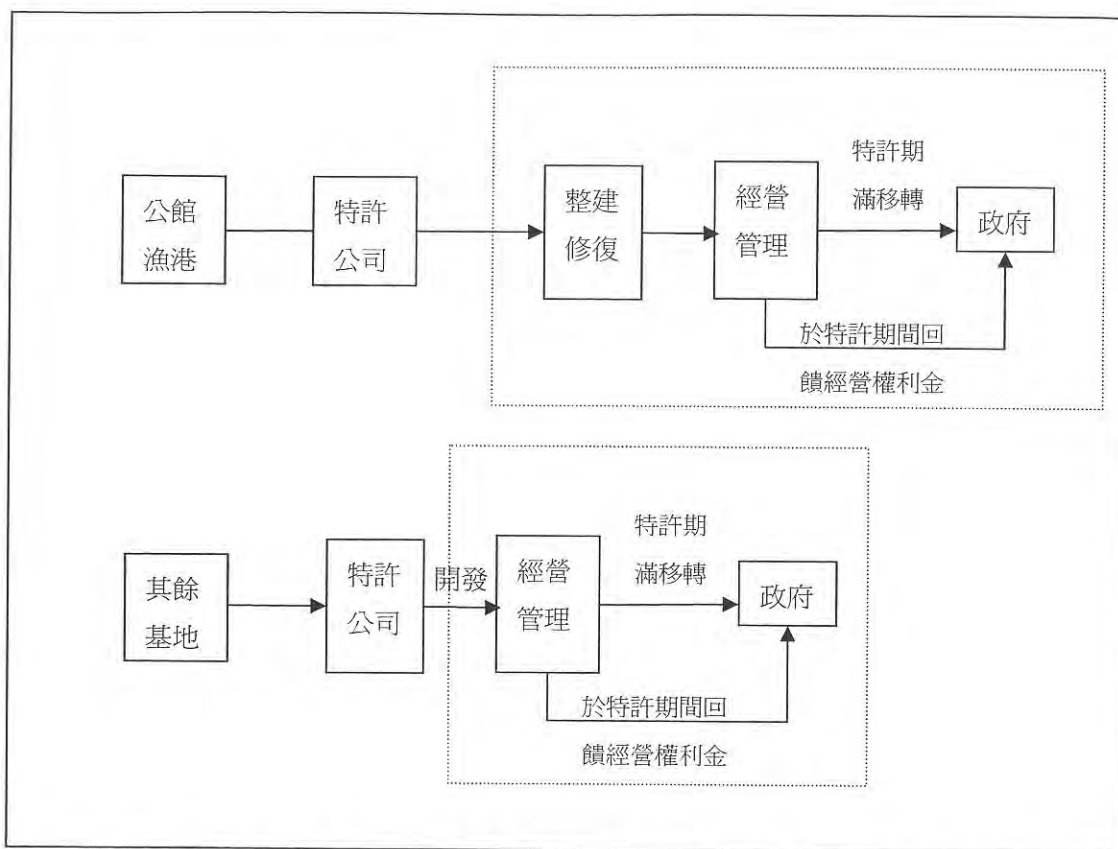 公館
漁港
特許
公司
整建
修復
經營
管理
特許期
滿移轉
政府
於特許期間回
饋經營權利金
其餘
基地
特許
公司
開發
經營
管理
特許期
滿移轉
政府
於特許期間回
饋經營權利金